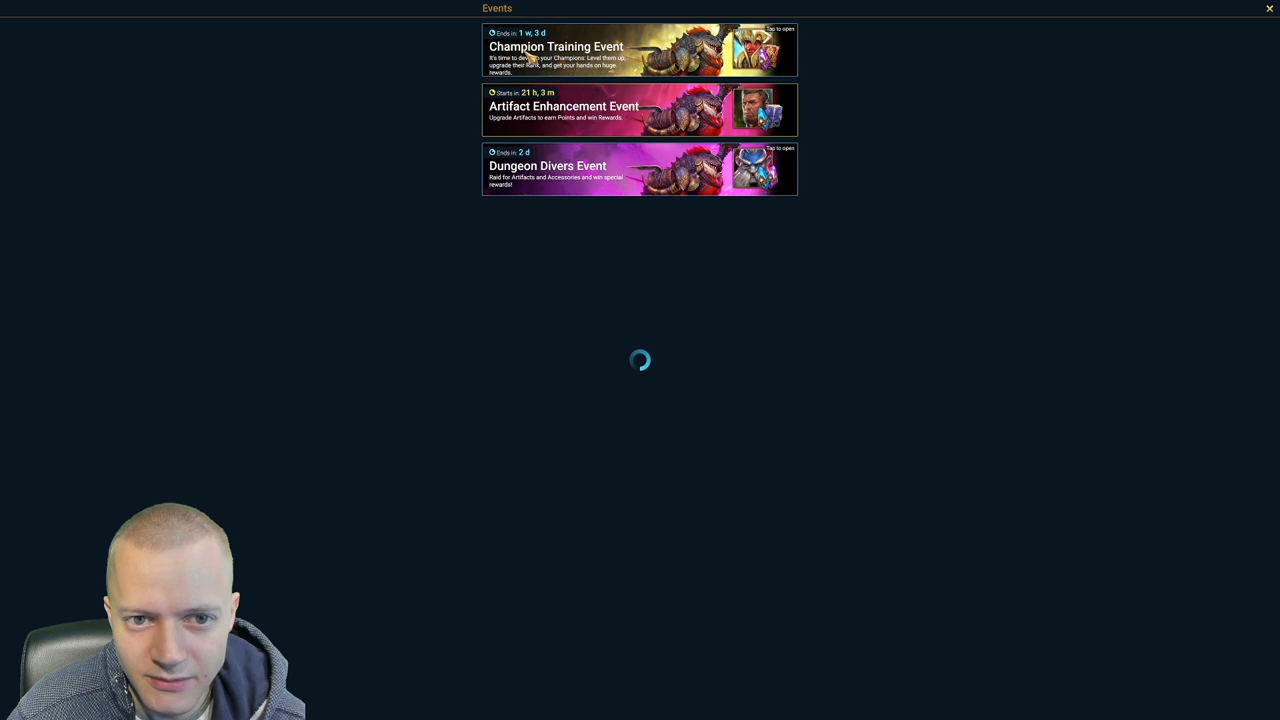 Events
Ends in: 1 w, 3 d
Tap to open
Champion Training Event
It's time to develop your Champions: Level them up,
upgrade their Rank, and get your hands on huge
rewards.
Starts in: 21 h, 3 m
Artifact Enhancement Event
Upgrade Artifacts to earn Points and win Rewards.
Ends in: 2 d
Tap to open
Dungeon Divers Event
Raid for Artifacts and Accessories and win special
rewards!